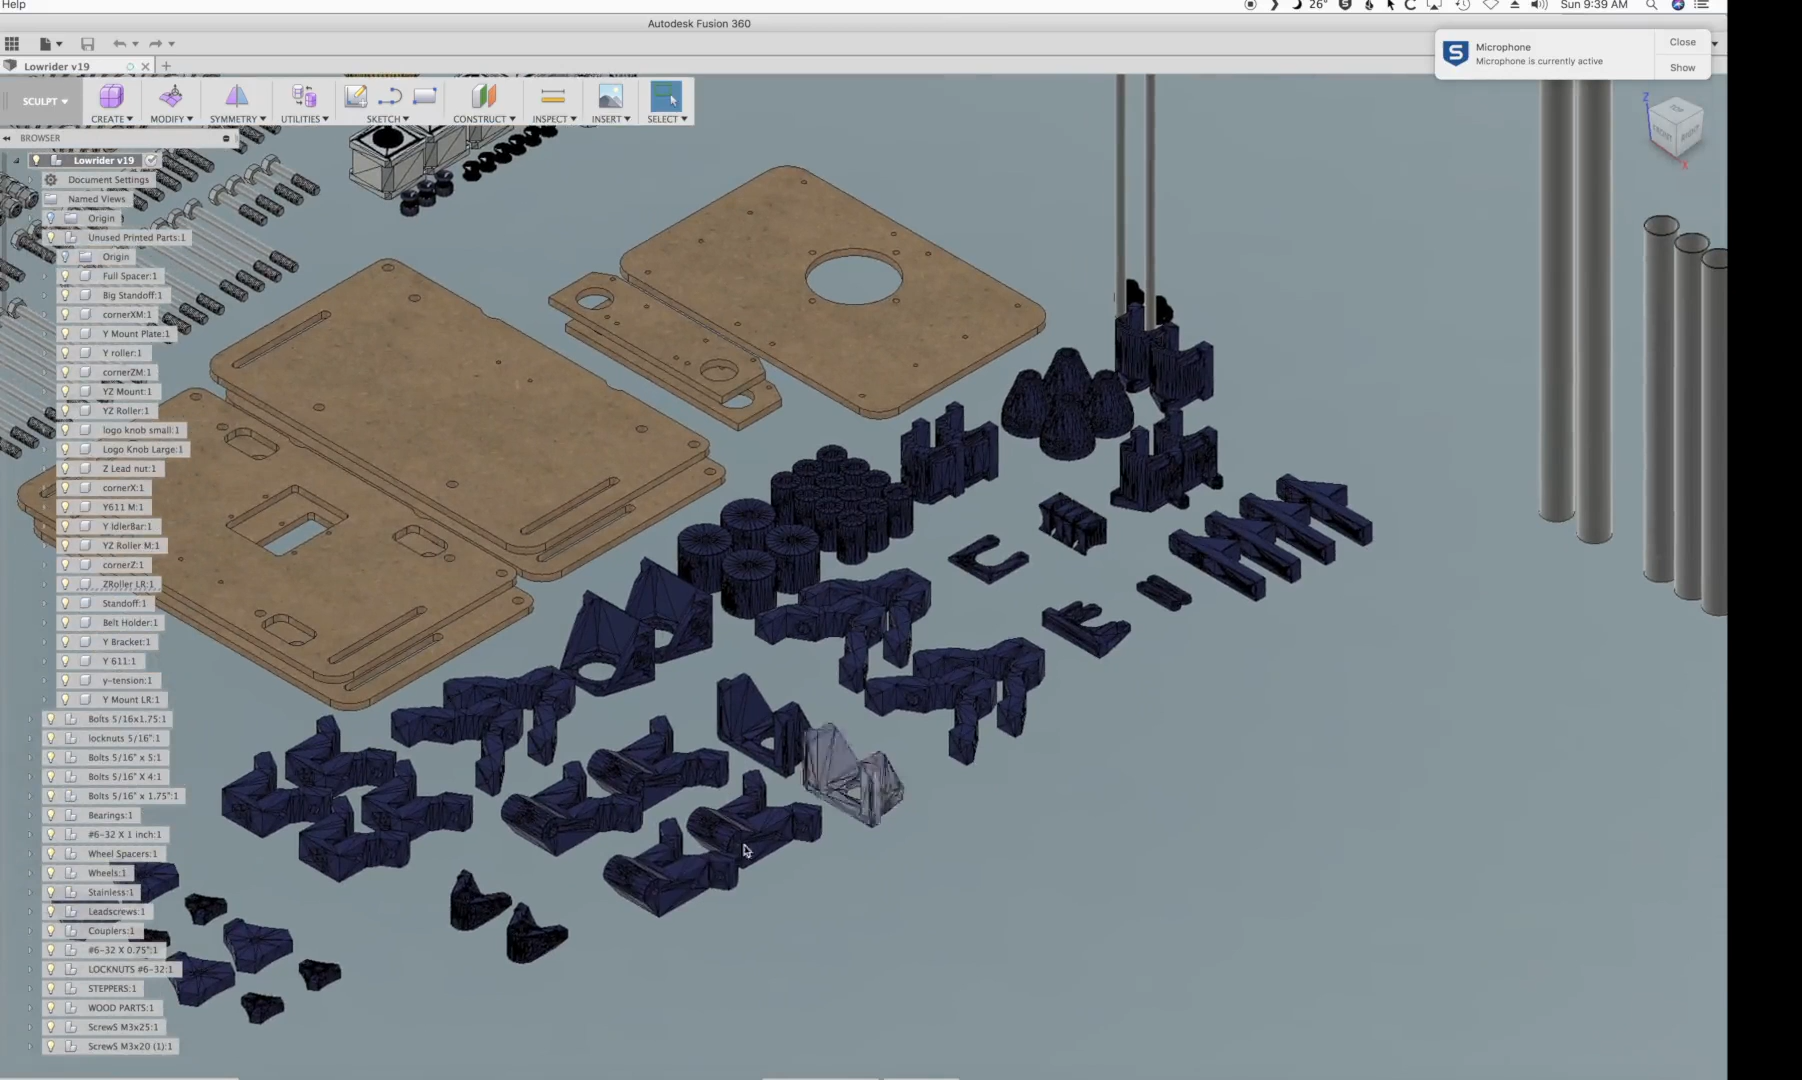 Help
26°
Sun 9:39 AM
Autodesk Fusion 360
Microphone
Microphone is currently active
Close
Show
Lowrider v19
SCULPT
CREATE
MODIFY
SYMMETRY
UTILITIES
SKETCH
CONSTRUCT
INSPECT
INSERT
SELECT
Z
TOP
FRONT
RIGHT
X
BROWSER
Lowrider v19
Document Settings
Named Views
Origin
Unused Printed Parts:1
Origin
Full Spacer:1
Big Standoff:1
cornerXM:1
Y Mount Plate:1
Y roller:1
cornerZM:1
YZ Mount:1
YZ Roller:1
logo knob small:1
Logo Knob Large:1
Z Lead nut:1
cornerX:1
Y611 M:1
Y IdlerBar:1
YZ Roller M:1
cornerZ:1
ZRoller LR:1
Standoff:1
Belt Holder:1
Y Bracket:1
Y 611:1
y-tension:1
Y Mount LR:1
Bolts 5/16x1.75:1
locknuts 5/16":1
Bolts 5/16" x 5:1
Bolts 5/16" X 4:1
Bolts 5/16" x 1.75":1
Bearings:1
#6-32 X 1 inch:1
Wheel Spacers:1
Wheels:1
Stainless:1
Leadscrews:1
Couplers:1
#6-32 X 0.75":1
LOCKNUTS #6-32:1
STEPPERS:1
WOOD PARTS:1
ScrewS M3x25:1
ScrewS M3x20 (1):1